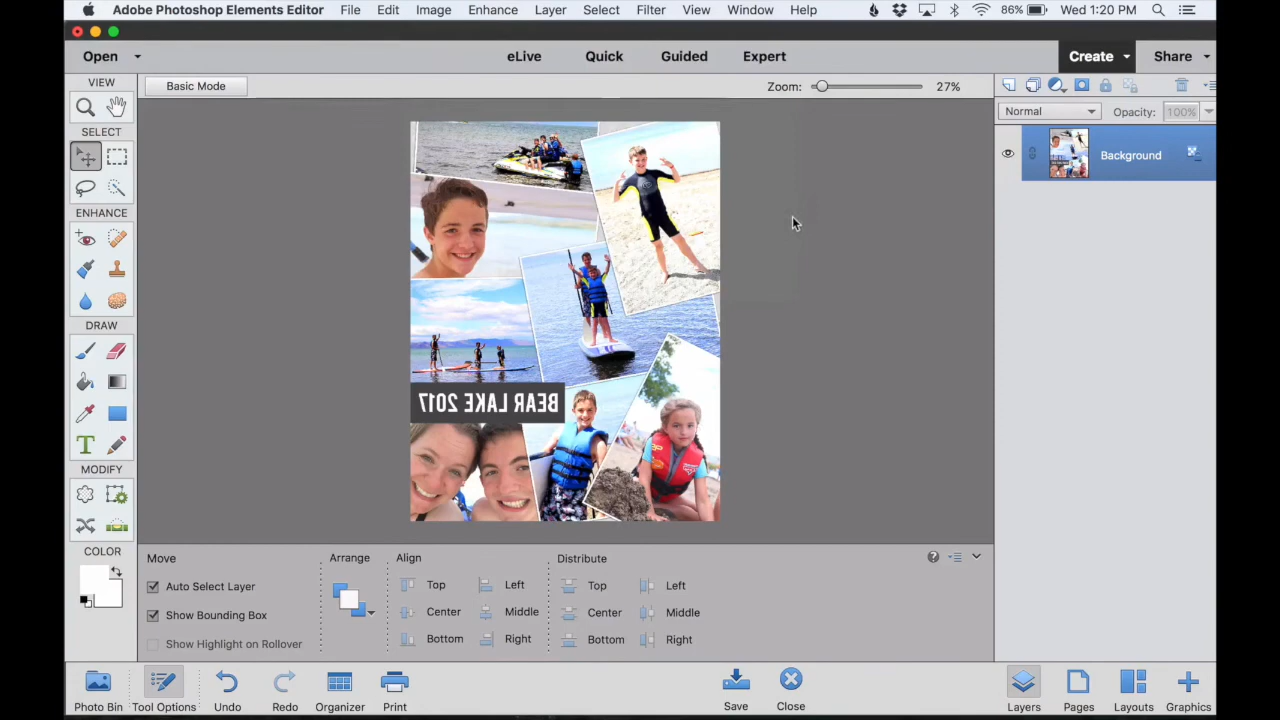 Adobe Photoshop Elements Editor File Edit Image Enhance Layer Select Filter View Window Help 86% Wed 1:20 PM
Open eLive Quick Guided Expert Create Share
VIEW Basic Mode Zoom: 27%
Normal Opacity: 100%
SELECT
Background
ENHANCE
DRAW
BEAR LAKE 2017
T
MODIFY
COLOR
Move Arrange Align Distribute
Auto Select Layer Top Left Top Left
Show Bounding Box Center Middle Center Middle
Show Highlight on Rollover Bottom Right Bottom Right
Photo Bin Tool Options Undo Redo Organizer Print Save Close Layers Pages Layouts Graphics